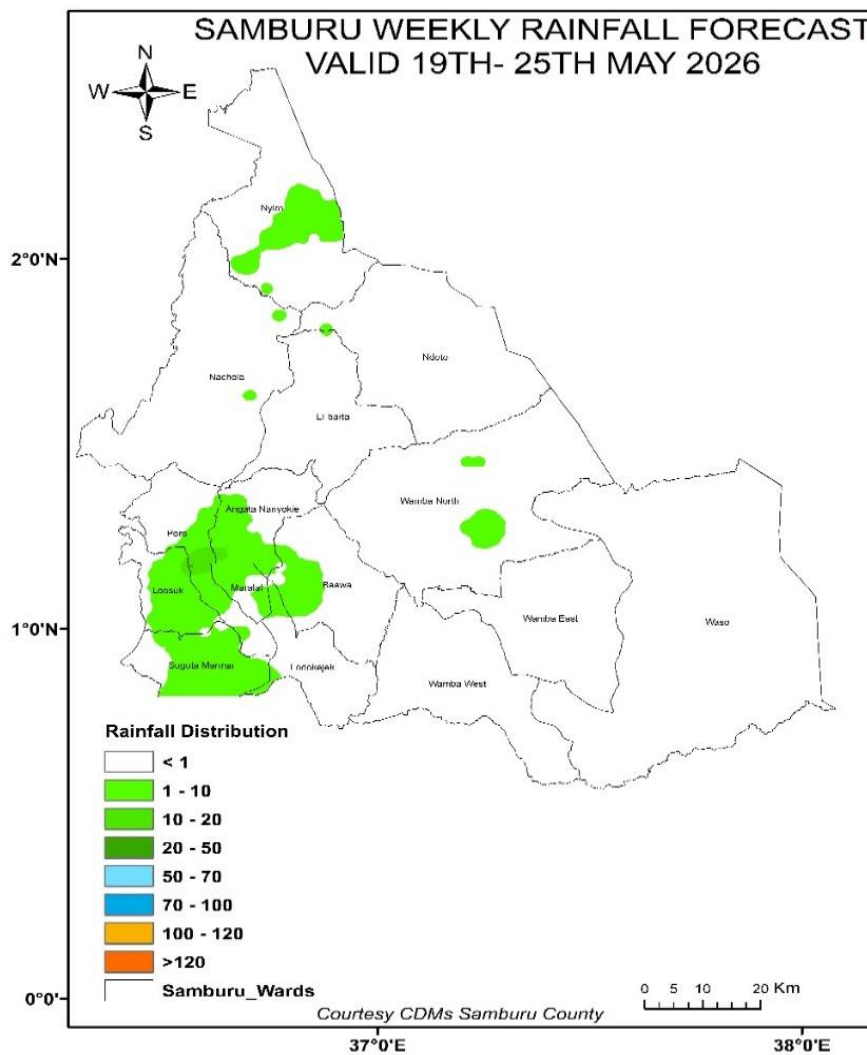 SAMBURU WEEKLY RAINFALL FORECAST
VALID 19TH- 25TH MAY 2026
N
W E
S
Nyiro
2°0'N
Ndoto
Nachola
El barta
Wamba North
Angata Nanyokie
Poro
Loosuk
Maralal
Baawa
1°0'N
Wamba East
Waso
Suguta Marmar
Lodokejek
Wamba West
Rainfall Distribution
< 1
1 - 10
10 - 20
20 - 50
50 - 70
70 - 100
100 - 120
>120
Samburu_Wards
0 5 10 20 Km
0°0'
Courtesy CDMs Samburu County
37°0'E 38°0'E